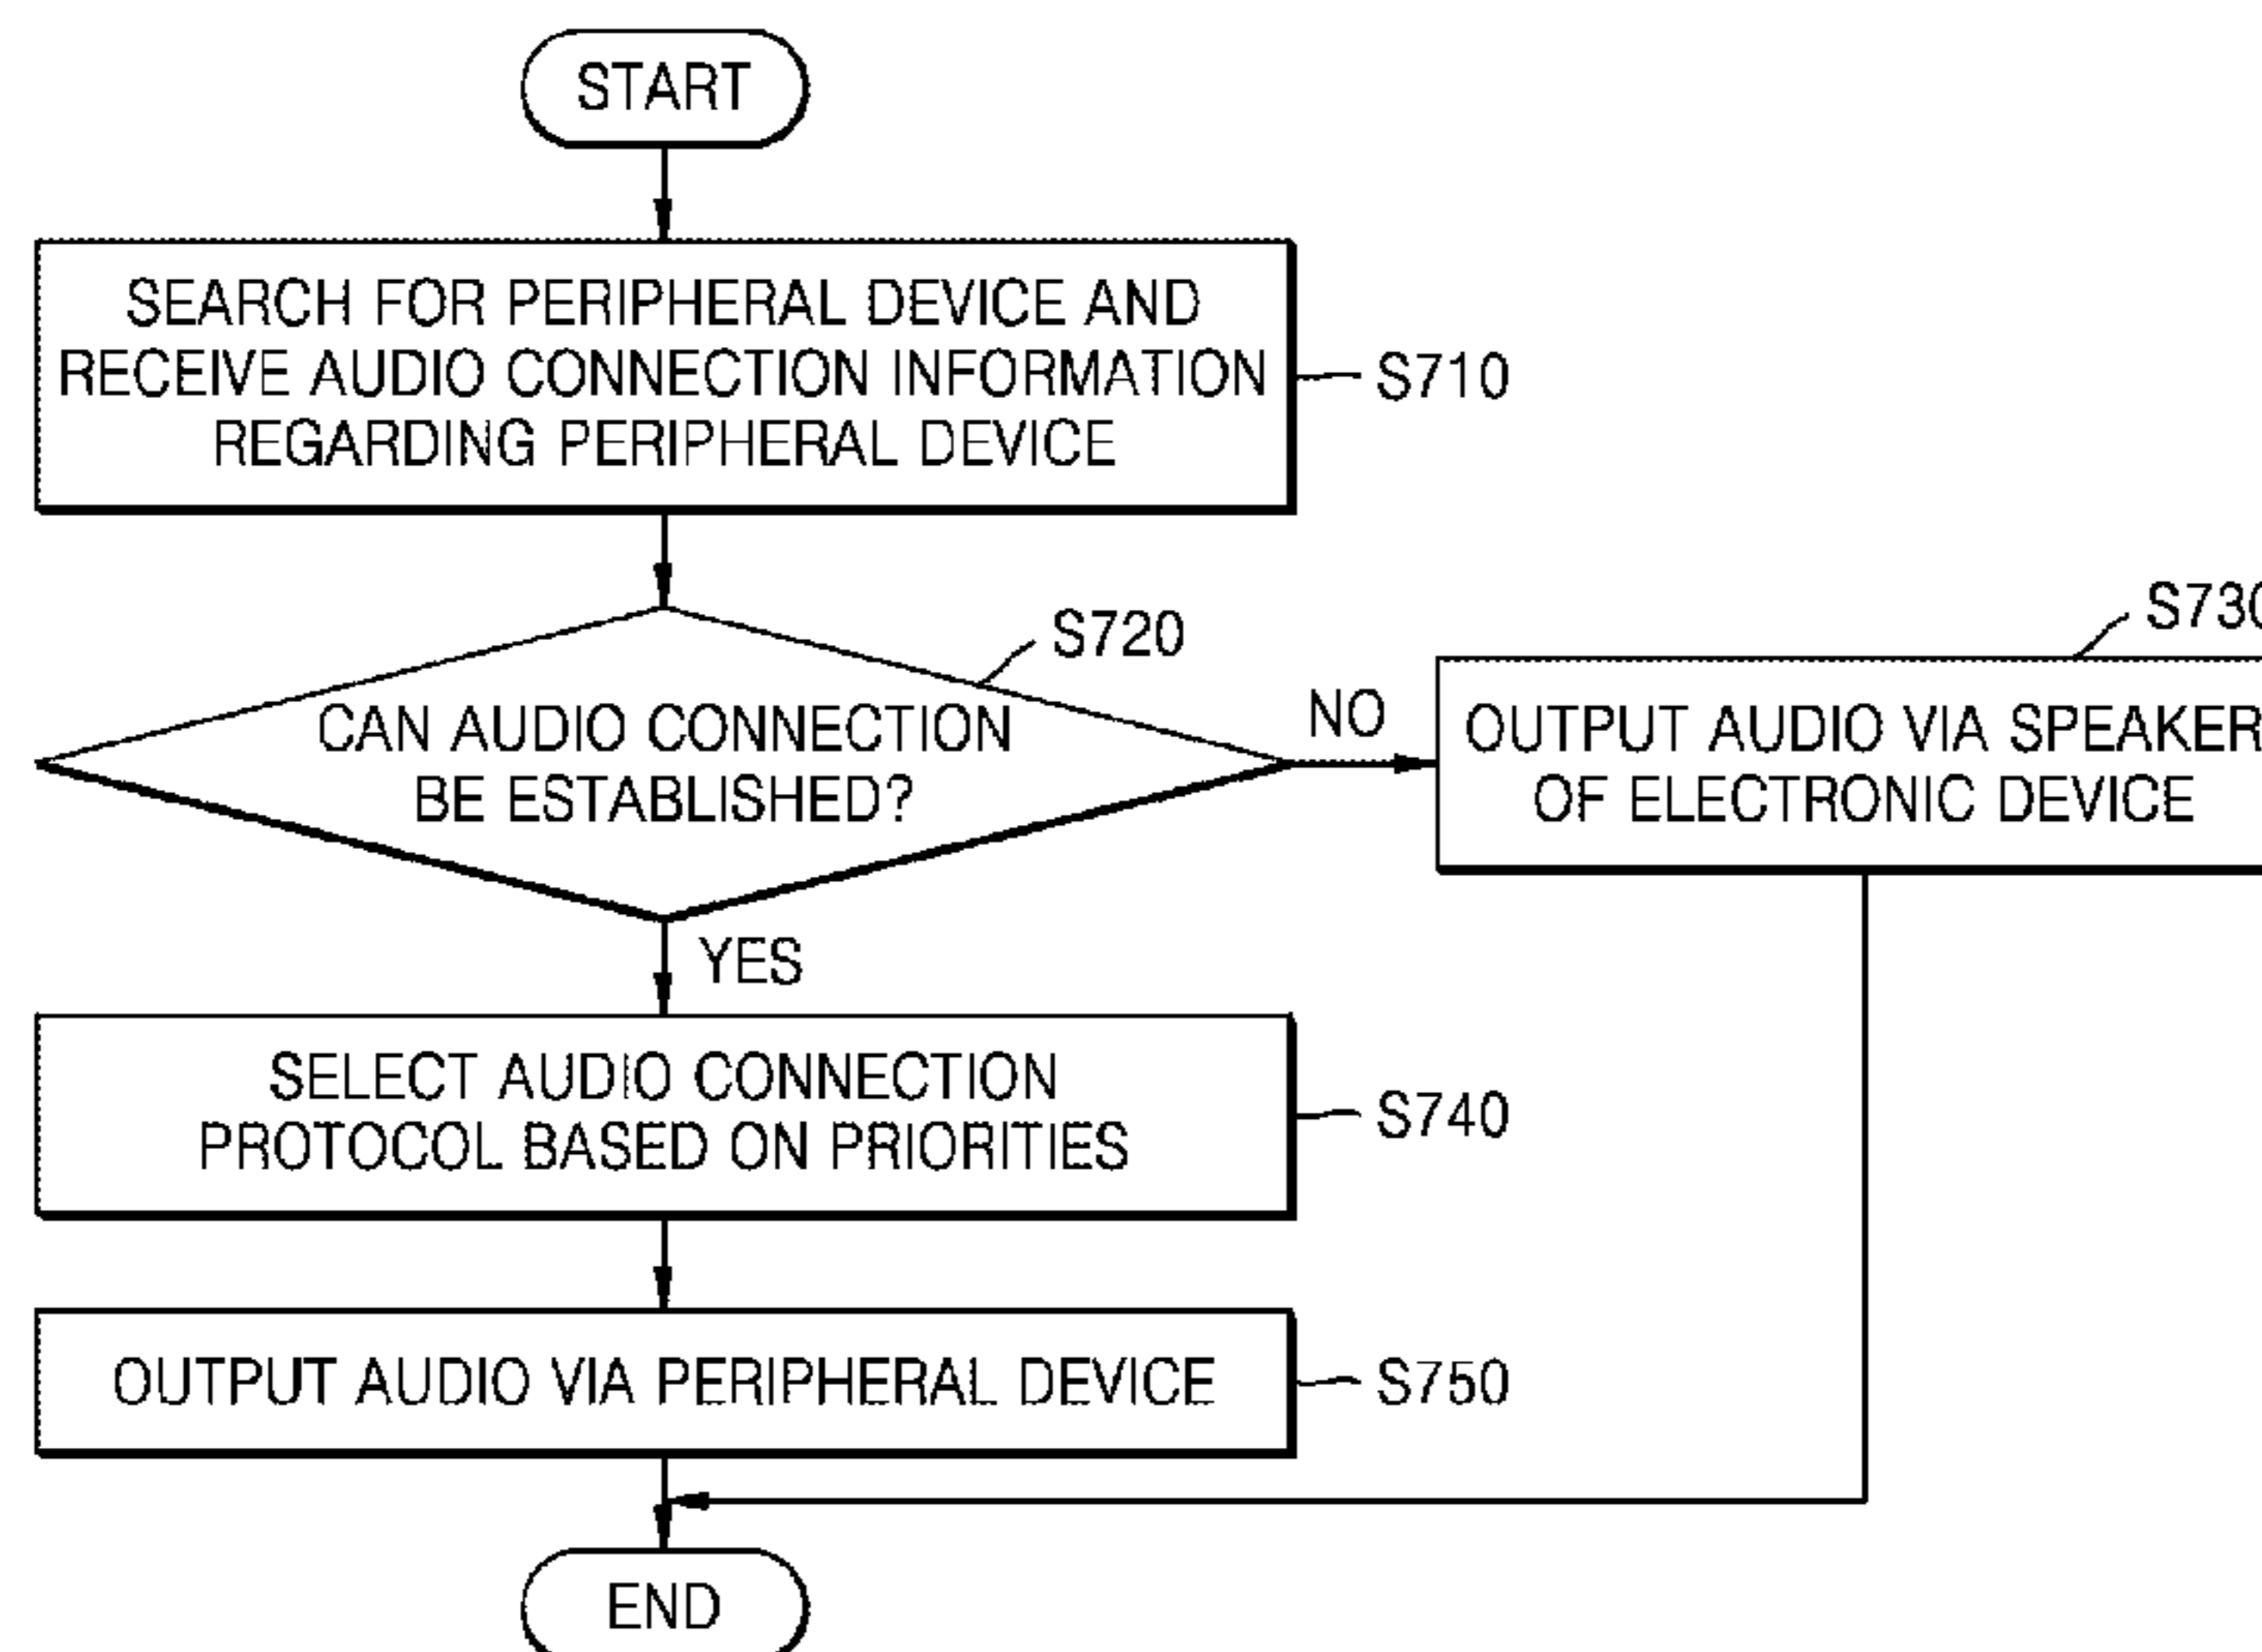 START
SEARCH FOR PERIPHERAL DEVICE AND
RECEIVE AUDIO CONNECTION INFORMATION
REGARDING PERIPHERAL DEVICE
S710
S720
CAN AUDIO CONNECTION
BE ESTABLISHED?
NO
S730
OUTPUT AUDIO VIA SPEAKER
OF ELECTRONIC DEVICE
YES
SELECT AUDIO CONNECTION
PROTOCOL BASED ON PRIORITIES
S740
OUTPUT AUDIO VIA PERIPHERAL DEVICE
S750
END